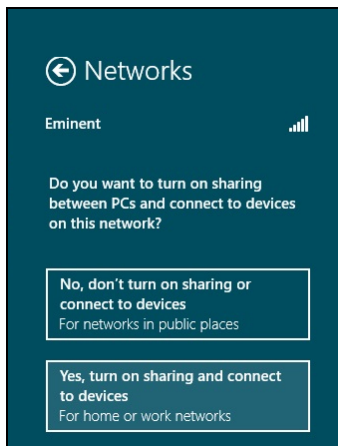 Networks
Eminent
Do you want to turn on sharing
between PCs and connect to devices
on this network?
No, don't turn on sharing or
connect to devices
For networks in public places
Yes, turn on sharing and connect
to devices
For home or work networks